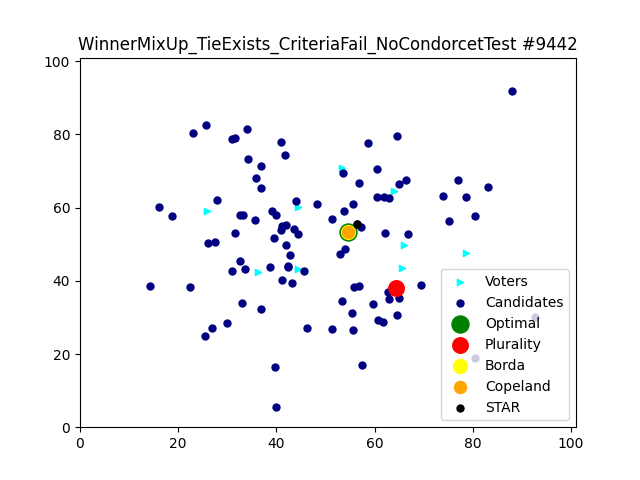 WinnerMixUp_TieExists_CriteriaFail_NoCondorcetTest #9442
100
80
60
40
20
0
0 20 40 60 80 100
Voters
Candidates
Optimal
Plurality
Borda
Copeland
STAR